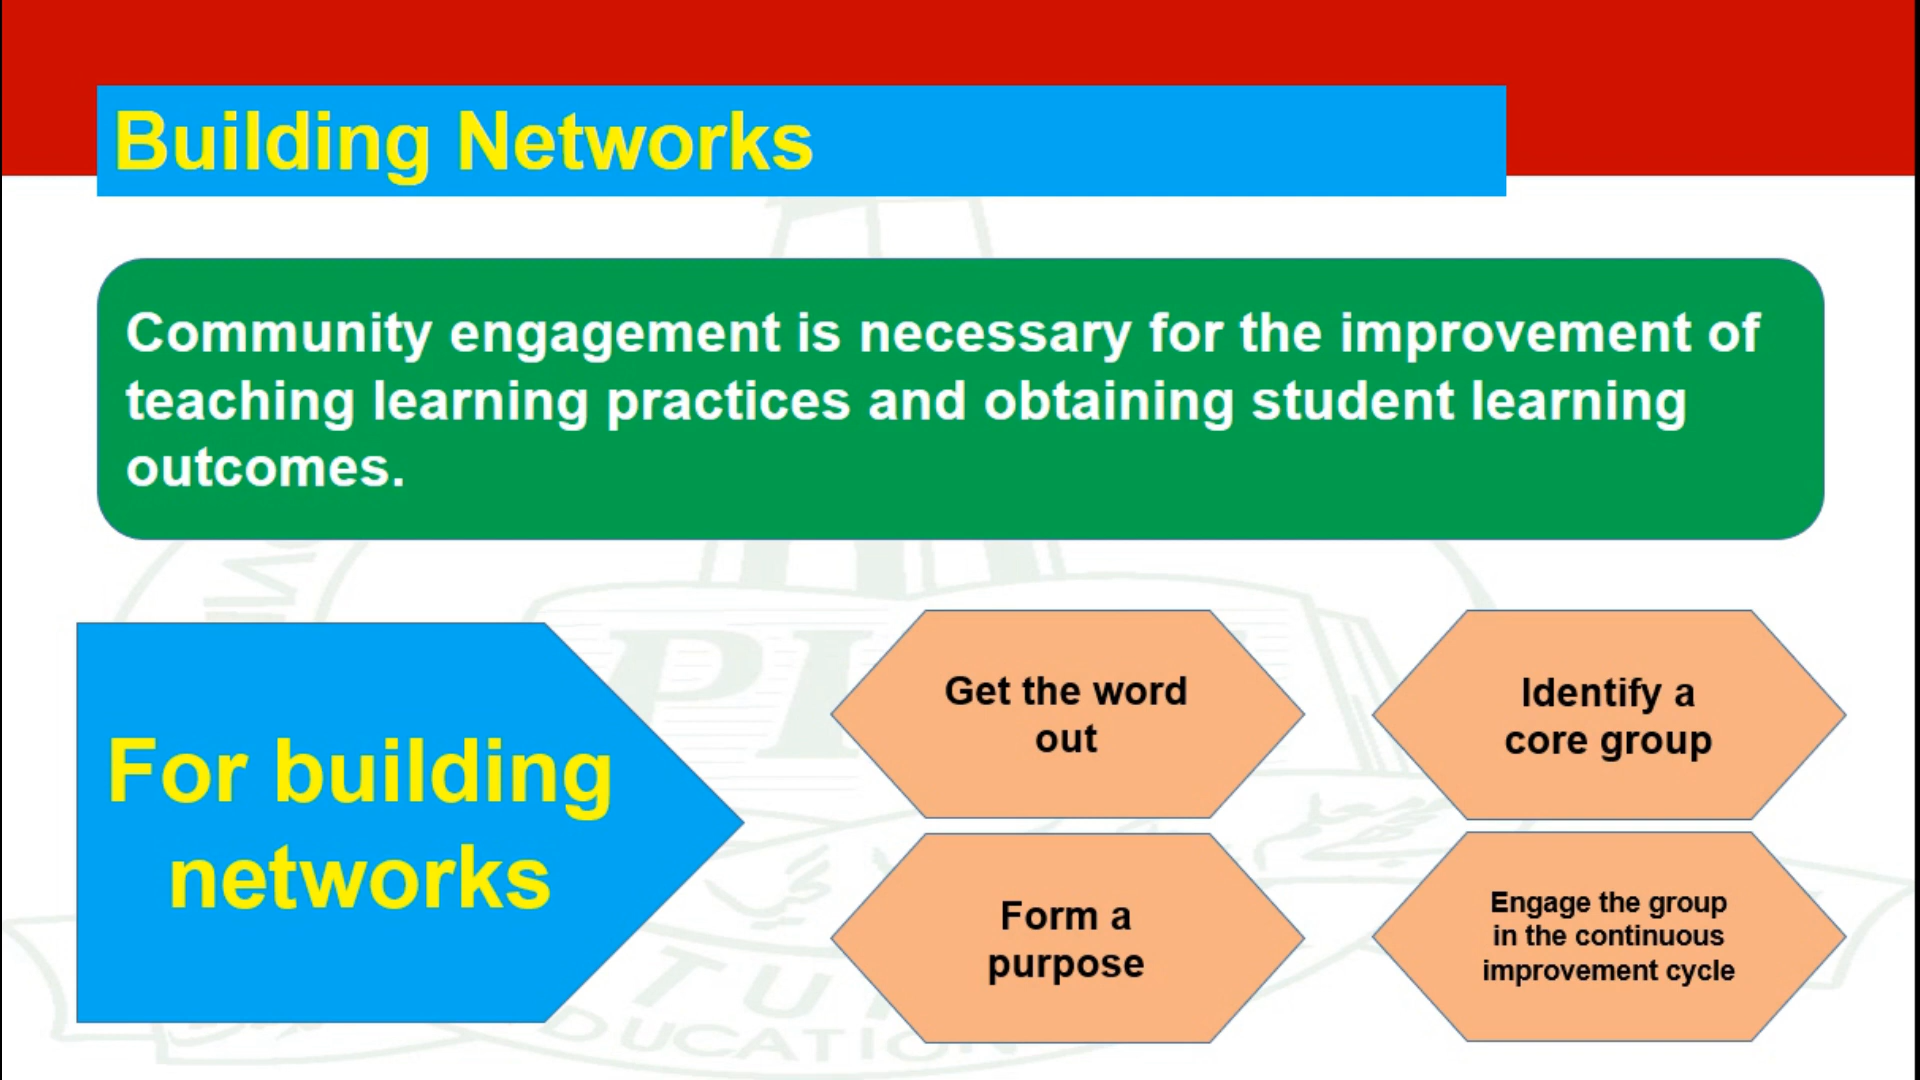 Building Networks
Community engagement is necessary for the improvement of
teaching learning practices and obtaining student learning
outcomes.
For building
networks
Get the word
out
Identify a
core group
Form a
purpose
Engage the group
in the continuous
improvement cycle